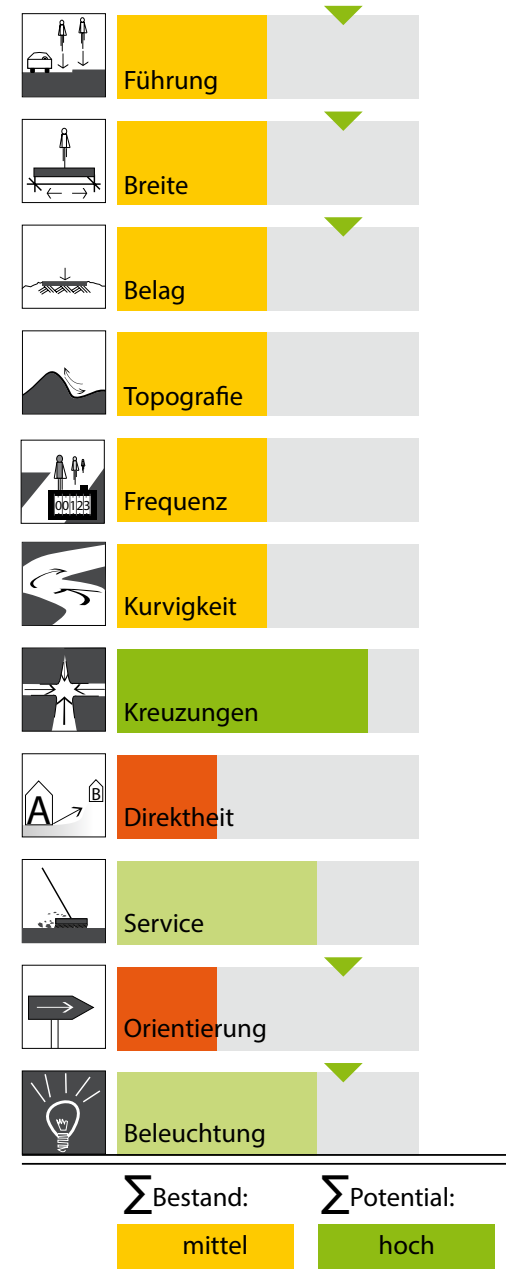 Führung
Breite
Belag
Topografie
00123
Frequenz
Kurvigkeit
Kreuzungen
A B
Direktheit
Service
Orientierung
Beleuchtung
∑Bestand: ∑Potential:
mittel hoch